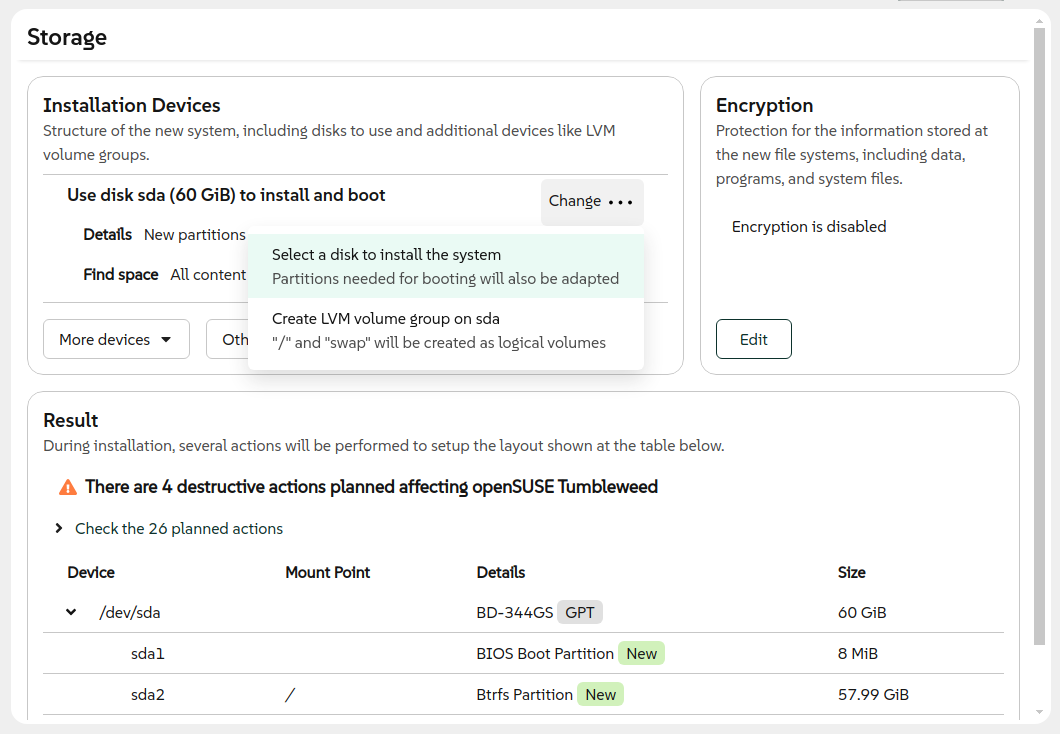 Storage
Installation Devices
Structure of the new system, including disks to use and additional devices like LVM
volume groups.
Use disk sda (60 GiB) to install and boot
Change
Details New partitions
Find space All content
Select a disk to install the system
Partitions needed for booting will also be adapted
Create LVM volume group on sda
"/" and "swap" will be created as logical volumes
More devices
Encryption
Protection for the information stored at
the new file systems, including data,
programs, and system files.
Encryption is disabled
Edit
Result
During installation, several actions will be performed to setup the layout shown at the table below.
There are 4 destructive actions planned affecting openSUSE Tumbleweed
Check the 26 planned actions
Device Mount Point Details Size
/dev/sda BD-344GS GPT 60 GiB
sda1 BIOS Boot Partition New 8 MiB
sda2 / Btrfs Partition New 57.99 GiB